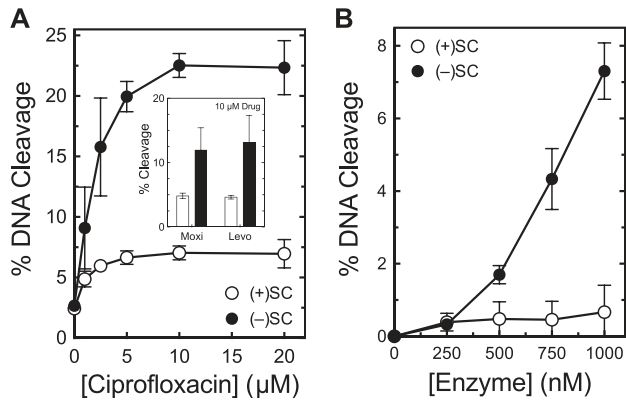 A
B
25
20
15
10
5
0
% DNA Cleavage
20
10
0
% Cleavage
10 µM Drug
Moxi Levo
(+)SC
(–)SC
0 5 10 15 20
[Ciprofloxacin] (µM)
8
6
4
2
0
% DNA Cleavage
(+)SC
(–)SC
0 250 500 750 1000
[Enzyme] (nM)